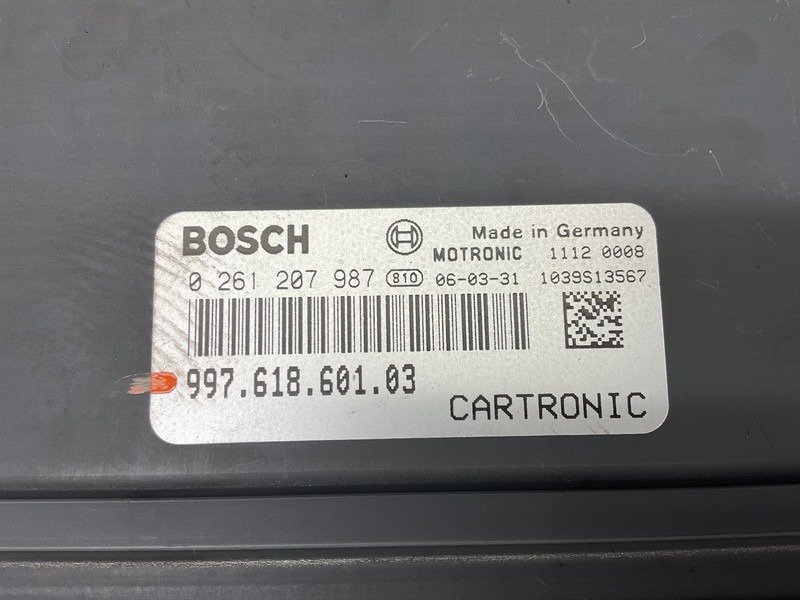 BOSCH Made in Germany
MOTRONIC 1112 0008
0 261 207 987 810 06-03-31 1039S13567
997.618.601.03
CARTRONIC